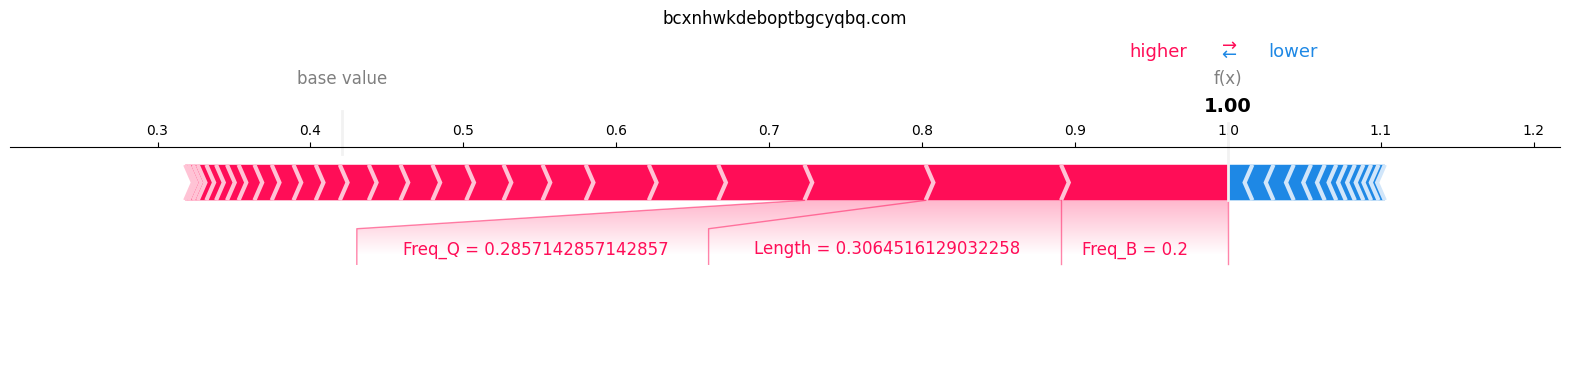 bcxnhwkdeboptbgcyqbq.com
higher ⇄ lower
base value f(x)
1.00
0.3 0.4 0.5 0.6 0.7 0.8 0.9 1.0 1.1 1.2
Freq_Q = 0.2857142857142857 Length = 0.3064516129032258 Freq_B = 0.2